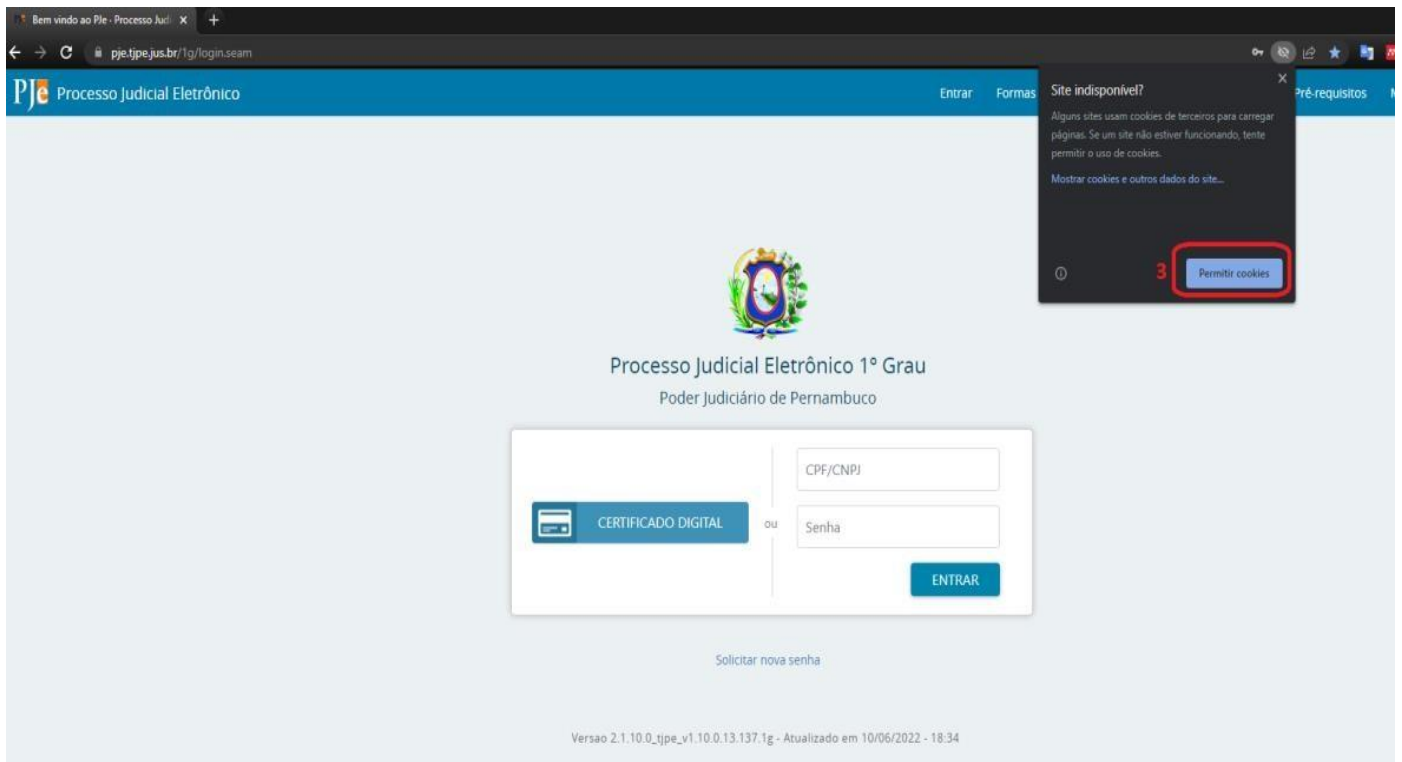 Bem vindo ao PJe - Processo Judi
pje.tjpe.jus.br/1g/login.seam
PJe Processo Judicial Eletrônico
Entrar
Formas
Pré-requisitos
Site indisponível?
Alguns sites usam cookies de terceiros para carregar
páginas. Se um site não estiver funcionando, tente
permitir o uso de cookies.
Mostrar cookies e outros dados do site...
3
Permitir cookies
Processo Judicial Eletrônico 1º Grau
Poder Judiciário de Pernambuco
CERTIFICADO DIGITAL
ou
CPF/CNPJ
Senha
ENTRAR
Solicitar nova senha
Versao 2.1.10.0_tjpe_v1.10.0.13.137.1g - Atualizado em 10/06/2022 - 18:34